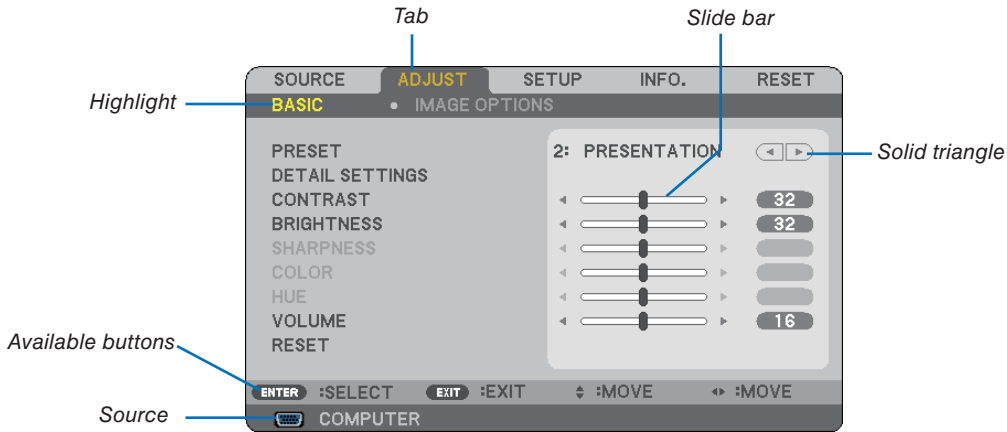 Tab
Slide bar
SOURCE ADJUST SETUP INFO. RESET
Highlight
BASIC • IMAGE OPTIONS
PRESET 2: PRESENTATION
Solid triangle
DETAIL SETTINGS
CONTRAST 32
BRIGHTNESS 32
SHARPNESS
COLOR
HUE
VOLUME 16
RESET
Available buttons
ENTER :SELECT EXIT :EXIT :MOVE :MOVE
Source
COMPUTER